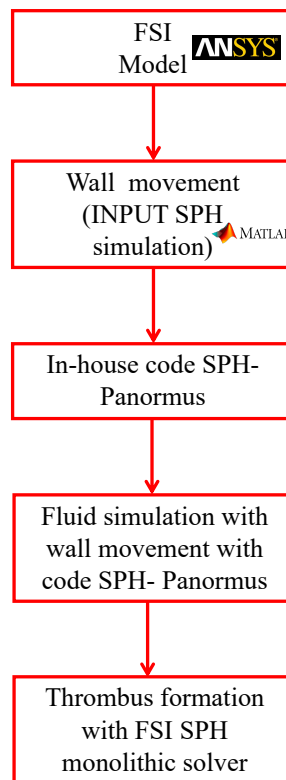 FSI
Model
ANSYS
Wall movement
(INPUT SPH
simulation)
MATLAB
In-house code SPH-
Panormus
Fluid simulation with
wall movement with
code SPH- Panormus
Thrombus formation
with FSI SPH
monolithic solver